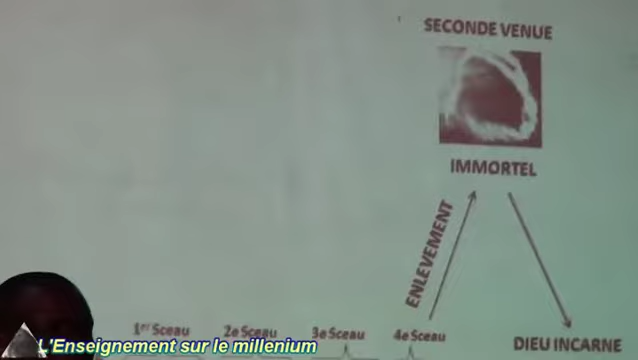 SECONDE VENUE
IMMORTEL
ENLEVEMENT
1er Sceau 2e Sceau 3e Sceau 4e Sceau
DIEU INCARNE
L'Enseignement sur le millenium